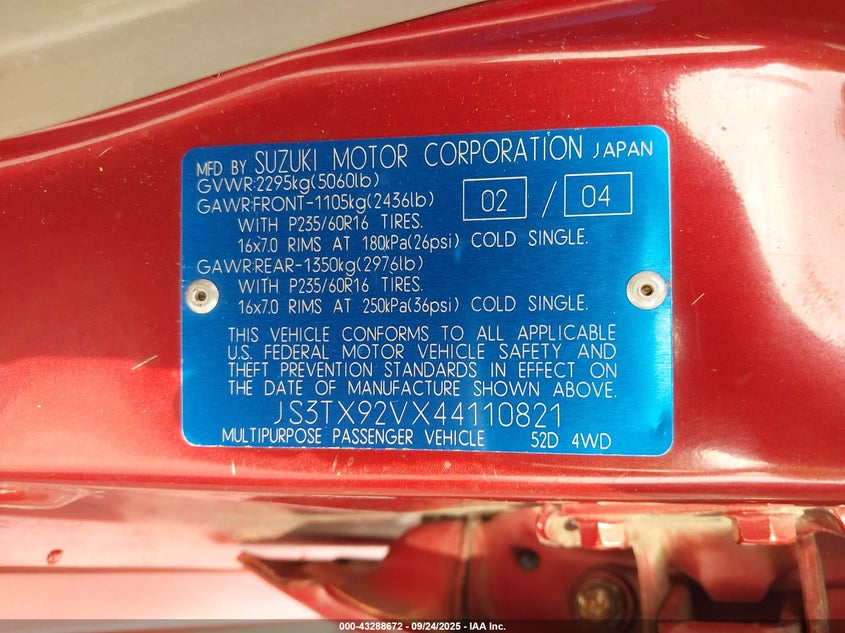 MFD BY SUZUKI MOTOR CORPORATION JAPAN
GVWR:2295kg(5060lb)
GAWR:FRONT-1105kg(2436lb) 02 / 04
WITH P235/60R16 TIRES.
16x7.0 RIMS AT 180kPa(26psi) COLD SINGLE.
GAWR:REAR-1350kg(2976lb)
WITH P235/60R16 TIRES.
16x7.0 RIMS AT 250kPa(36psi) COLD SINGLE.
THIS VEHICLE CONFORMS TO ALL APPLICABLE
U.S. FEDERAL MOTOR VEHICLE SAFETY AND
THEFT PREVENTION STANDARDS IN EFFECT ON
THE DATE OF MANUFACTURE SHOWN ABOVE.
JS3TX92VX44110821
MULTIPURPOSE PASSENGER VEHICLE 52D 4WD
000-43288672 - 09/24/2025 - IAA Inc.